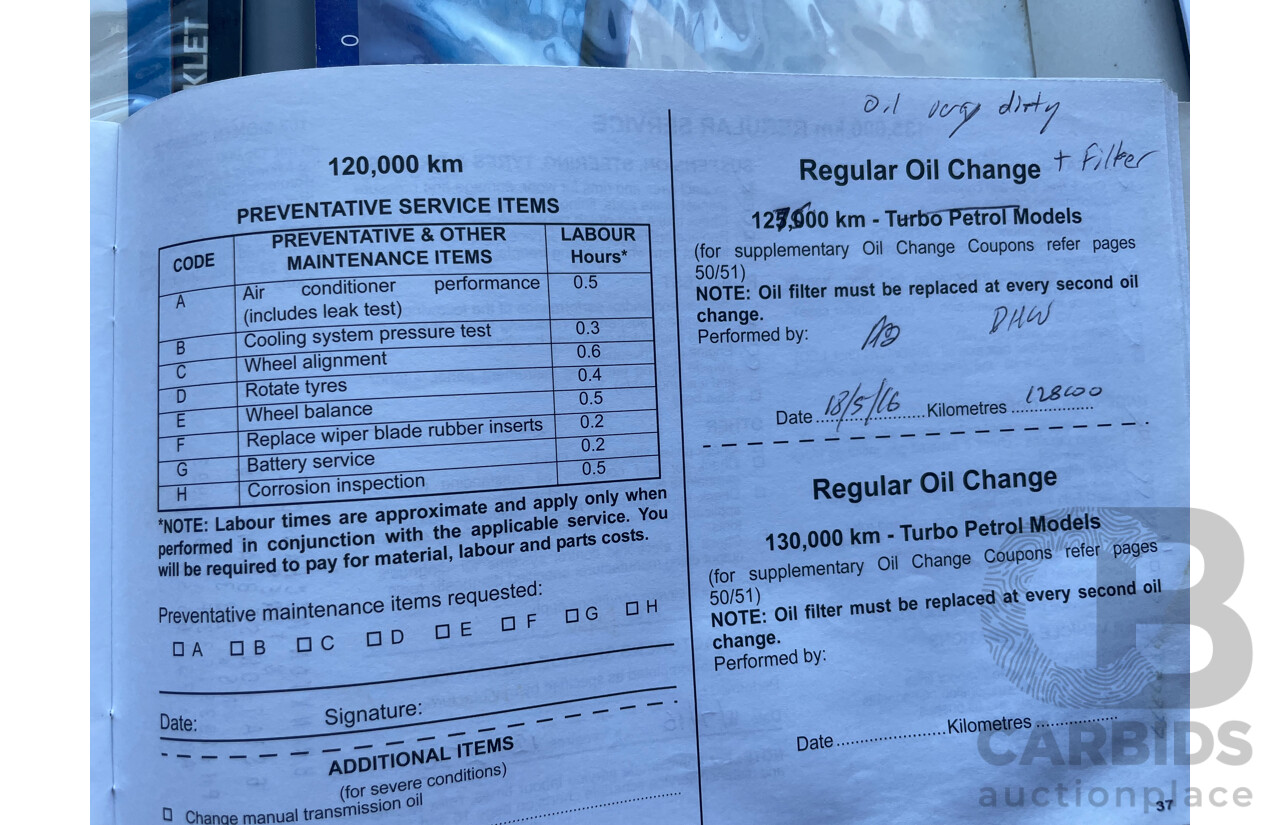 KLET
O
120,000 km
PREVENTATIVE SERVICE ITEMS
CODE
PREVENTATIVE & OTHER MAINTENANCE ITEMS
LABOUR Hours*
A Air conditioner performance (includes leak test) 0.5
B Cooling system pressure test 0.3
C Wheel alignment 0.6
D Rotate tyres 0.4
E Wheel balance 0.5
F Replace wiper blade rubber inserts 0.2
G Battery service 0.2
H Corrosion inspection 0.5
*NOTE: Labour times are approximate and apply only when
performed in conjunction with the applicable service. You
will be required to pay for material, labour and parts costs.
Preventative maintenance items requested:
A B C D E F G H
Date: Signature:
ADDITIONAL ITEMS
(for severe conditions)
Change manual transmission oil
Oil very dirty
Regular Oil Change + Filter
000 km - Turbo Petrol Models
(for supplementary Oil Change Coupons refer pages
50/51)
NOTE: Oil filter must be replaced at every second oil
change.
Performed by: DHW
Date 18/5/16 Kilometres 128000
Regular Oil Change
130,000 km - Turbo Petrol Models
(for supplementary Oil Change Coupons refer pages
50/51)
NOTE: Oil filter must be replaced at every second oil
change.
Performed by:
Date Kilometres
37
CARBIDS
auctionplace